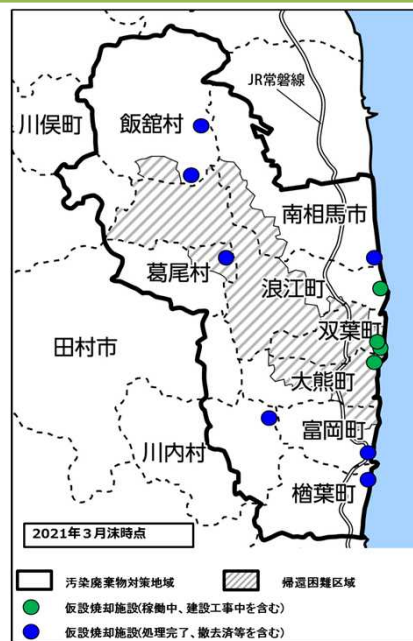 JR常磐線
川俣町
飯舘村
南相馬市
葛尾村
浪江町
双葉町
田村市
大熊町
富岡町
川内村
楢葉町
2021年3月末時点
汚染廃棄物対策地域
帰還困難区域
仮設焼却施設(稼働中、建設工事中を含む)
仮設焼却施設(処理完了、撤去済等を含む)